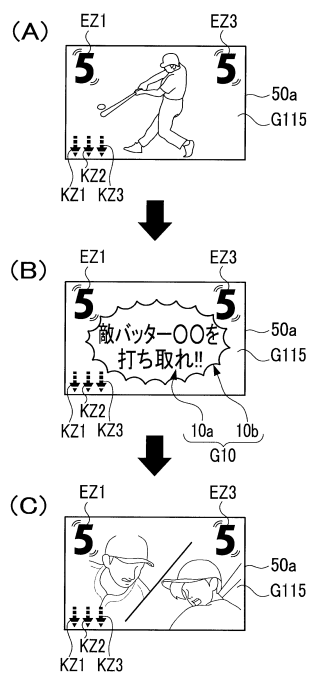 (A)
EZ1 EZ3
5 5
50a
G115
KZ1 KZ2 KZ3
(B)
EZ1 EZ3
5 5
敵バッター〇〇を
打ち取れ!!
50a
G115
KZ1 KZ2 KZ3
10a 10b
G10
(C)
EZ1 EZ3
5 5
50a
G115
KZ1 KZ2 KZ3